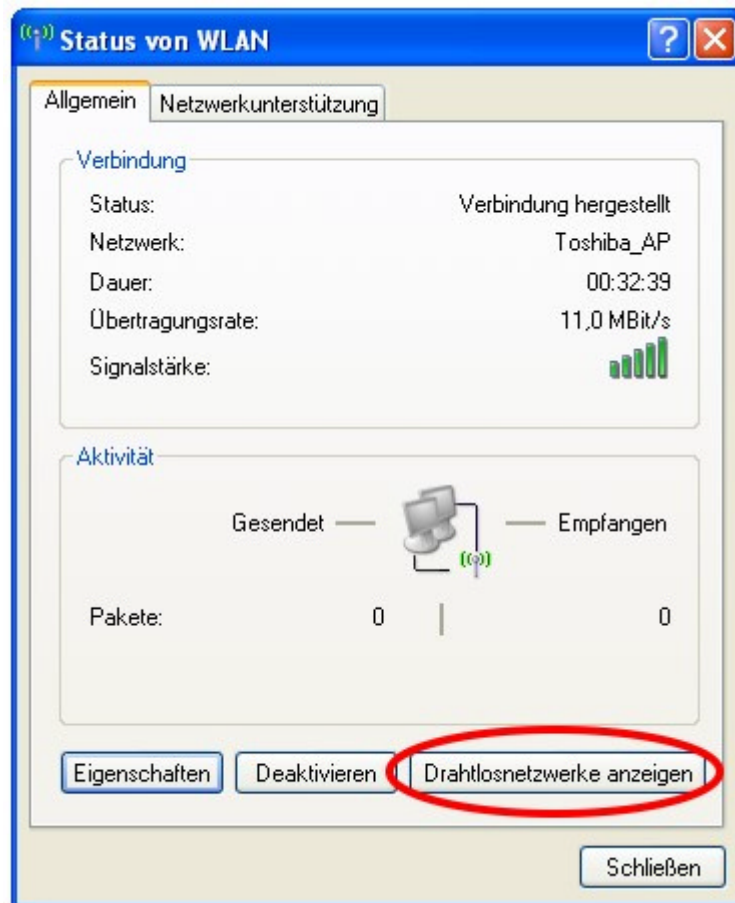 Status von WLAN
Allgemein Netzwerkunterstützung
Verbindung
Status: Verbindung hergestellt
Netzwerk: Toshiba_AP
Dauer: 00:32:39
Übertragungsrate: 11,0 MBit/s
Signalstärke:
Aktivität
Gesendet Empfangen
Pakete: 0 0
Eigenschaften Deaktivieren Drahtlosnetzwerke anzeigen
Schließen